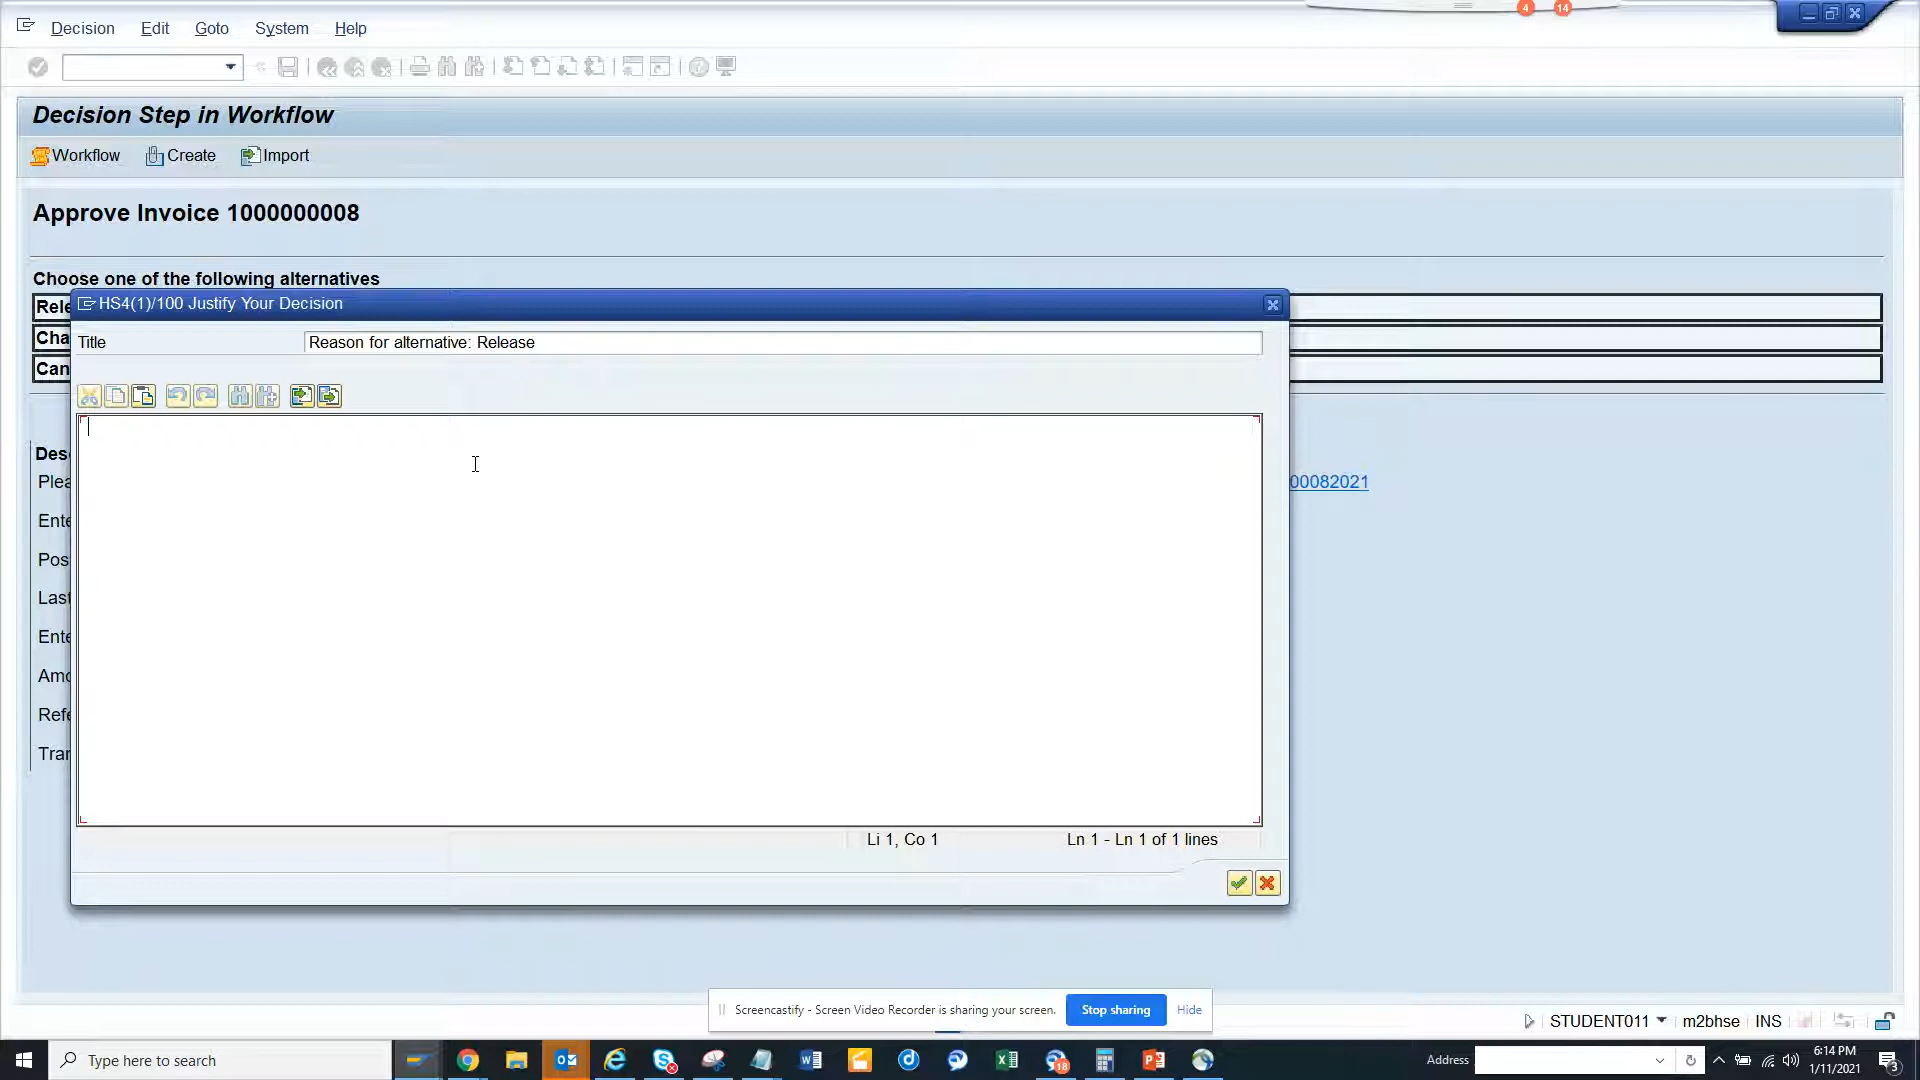 4
14
Decision
Edit
Goto
System
Help
Decision Step in Workflow
Workflow
Create
Import
Approve Invoice 1000000008
Choose one of the following alternatives
Rele
Cha
Can
HS4(1)/100 Justify Your Decision
Title
Reason for alternative: Release
Des
Plea
00082021
Ente
Pos
Last
Ente
Amo
Refe
Tran
Li 1, Co 1
Ln 1 - Ln 1 of 1 lines
Screencastify - Screen Video Recorder is sharing your screen.
Stop sharing
Hide
STUDENT011
m2bhse
INS
Type here to search
18
Address
6:14 PM
1/11/2021
3